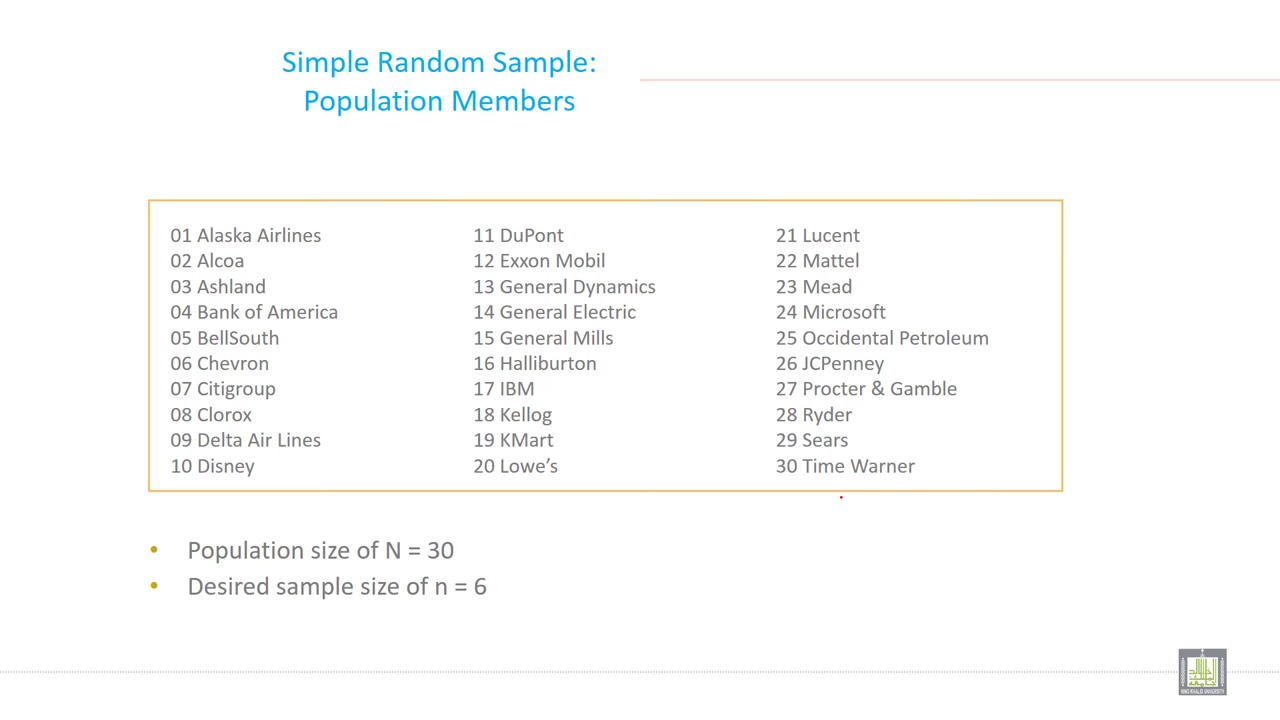 Simple Random Sample:
Population Members
01 Alaska Airlines
02 Alcoa
03 Ashland
04 Bank of America
05 BellSouth
06 Chevron
07 Citigroup
08 Clorox
09 Delta Air Lines
10 Disney
11 DuPont
12 Exxon Mobil
13 General Dynamics
14 General Electric
15 General Mills
16 Halliburton
17 IBM
18 Kellog
19 KMart
20 Lowe’s
21 Lucent
22 Mattel
23 Mead
24 Microsoft
25 Occidental Petroleum
26 JCPenney
27 Procter & Gamble
28 Ryder
29 Sears
30 Time Warner
• Population size of N = 30
• Desired sample size of n = 6
KING KHALID UNIVERSITY